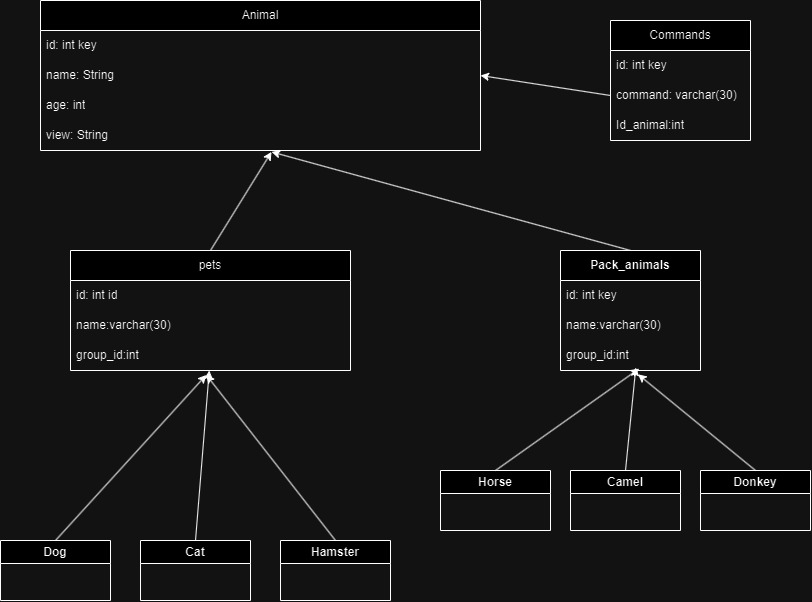 Animal
id: int key
name: String
age: int
view: String
Commands
id: int key
command: varchar(30)
Id_animal:int
pets
id: int id
name:varchar(30)
group_id:int
Pack_animals
id: int key
name:varchar(30)
group_id:int
Horse
Camel
Donkey
Dog
Cat
Hamster